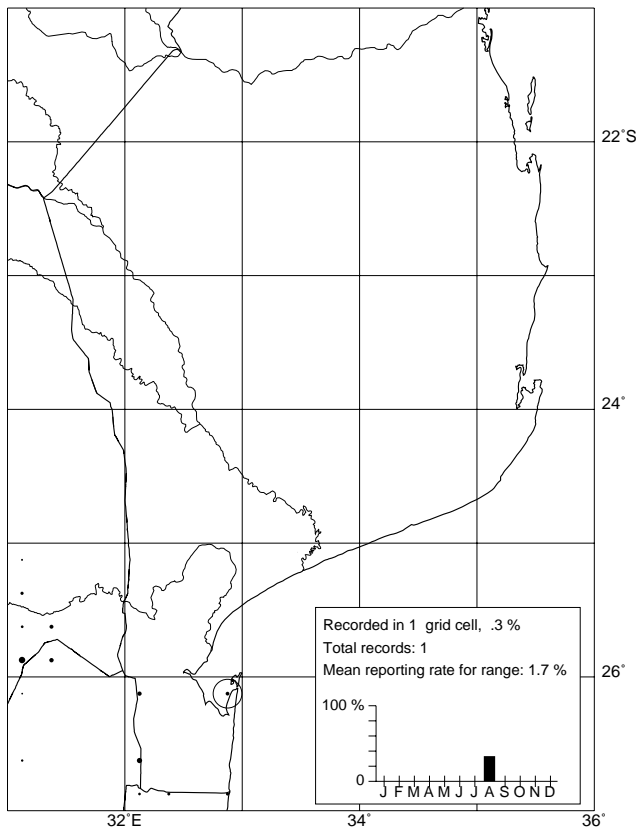 22°S
24°
Recorded in 1 grid cell, .3 %
Total records: 1
Mean reporting rate for range: 1.7 %
26°
100 %
0
J F M A M J J A S O N D
32°E
34°
36°